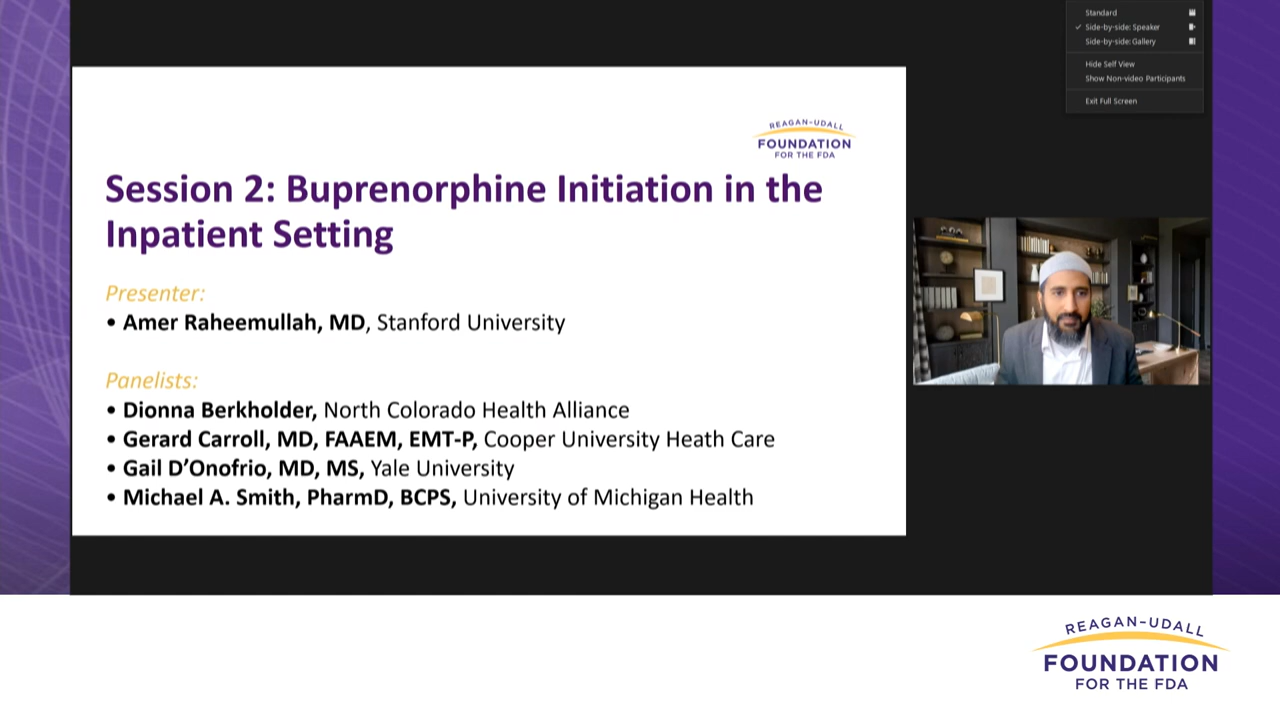 Standard
✓ Side-by-side: Speaker
Side-by-side: Gallery
Hide Self View
Show Non-video Participants
Exit Full Screen
REAGAN-UDALL
FOUNDATION
FOR THE FDA
Session 2: Buprenorphine Initiation in the
Inpatient Setting
Presenter:
• Amer Raheemullah, MD, Stanford University
Panelists:
• Dionna Berkholder, North Colorado Health Alliance
• Gerard Carroll, MD, FAAEM, EMT-P, Cooper University Heath Care
• Gail D’Onofrio, MD, MS, Yale University
• Michael A. Smith, PharmD, BCPS, University of Michigan Health
REAGAN-UDALL
FOUNDATION
FOR THE FDA